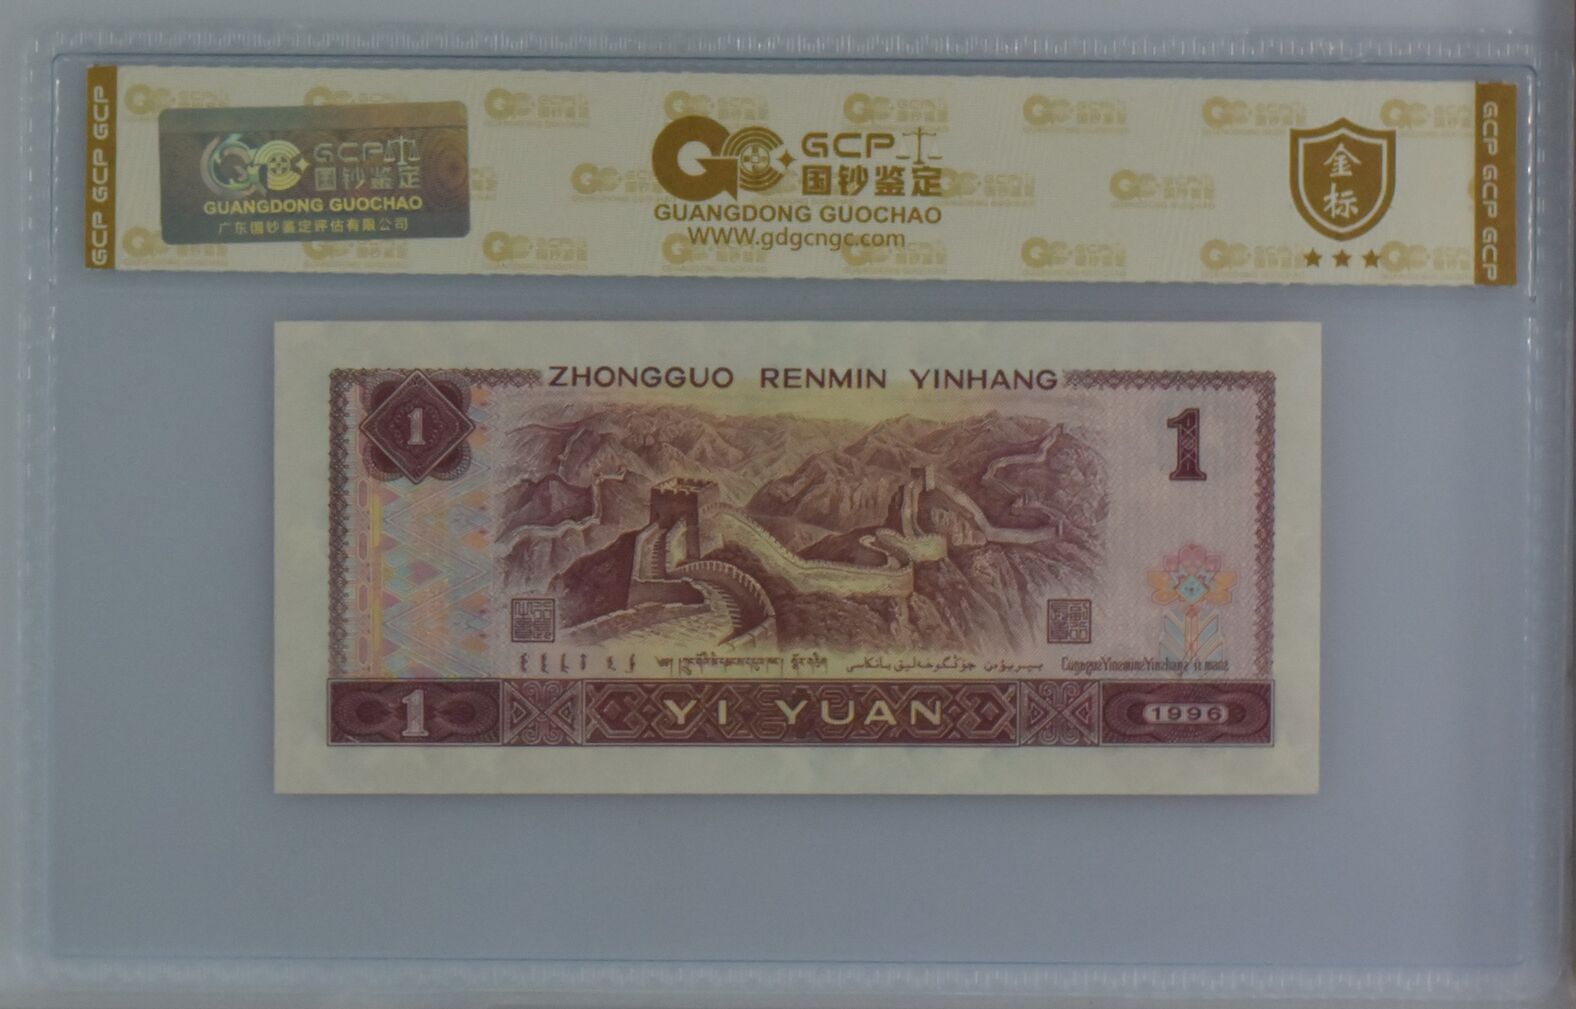 GCP GCP GCP
GCP
国钞鉴定
GUANGDONG GUOCHAO
广东国钞鉴定评估有限公司
GCP
国钞鉴定
GUANGDONG GUOCHAO
WWW.gdgcngc.com
金
标
GCP GCP GCP
ZHONGGUO RENMIN YINHANG
1
1
1
YI YUAN
1996